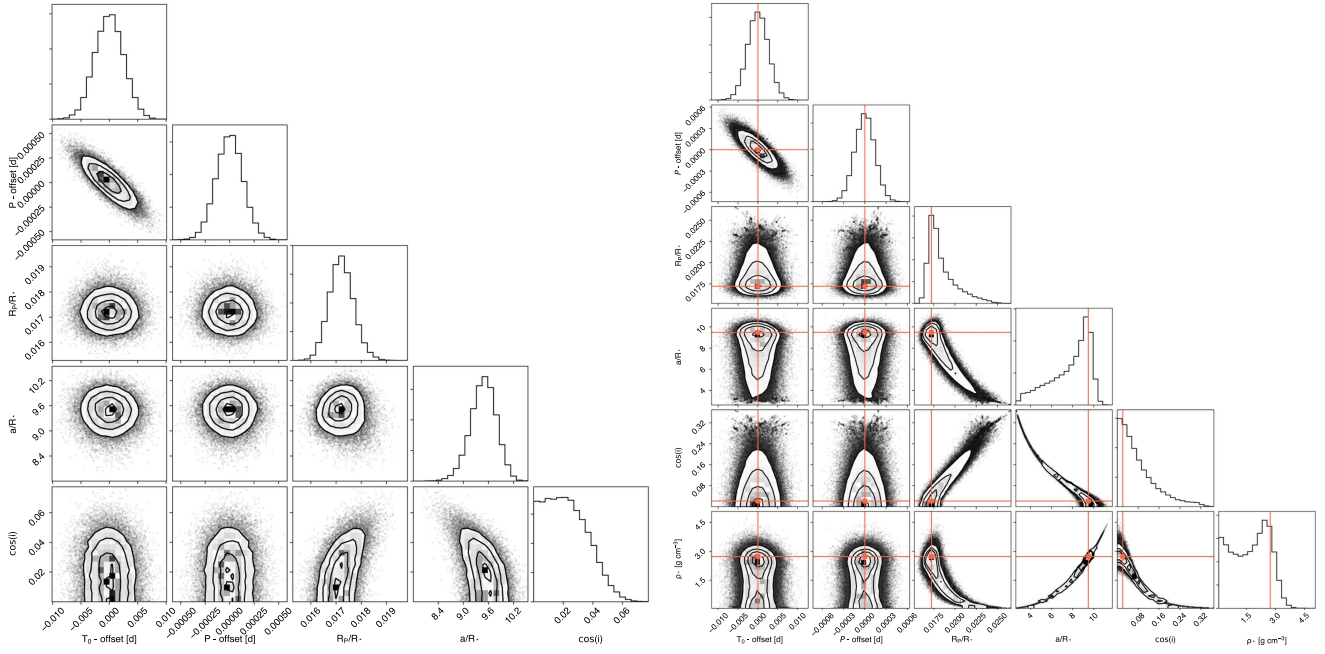 P - offset [d]
0.00050
0.00025
0.00000
−0.00025
−0.00050
Rₚ/R⋆
0.019
0.018
0.017
0.016
a/R⋆
10.2
9.6
9.0
8.4
cos(i)
0.06
0.04
0.02
−0.010 −0.005 0.000 0.005 0.010
T₀ - offset [d]
−0.00050 −0.00025 0.00000 0.00025 0.00050
P - offset [d]
0.016 0.017 0.018 0.019
Rₚ/R⋆
8.4 9.0 9.6 10.2
a/R⋆
0.02 0.04 0.06
cos(i)
P - offset [d]
0.0006
0.0003
0.0000
−0.0003
−0.0006
Rₚ/R⋆
0.0250
0.0225
0.0200
0.0175
a/R⋆
10
8
6
4
cos(i)
0.32
0.24
0.16
0.08
ρ⋆ [g cm⁻³]
4.5
3.0
1.5
−0.010 −0.005 0.000 0.005 0.010
T₀ - offset [d]
−0.0006 −0.0003 0.0000 0.0003 0.0006
P - offset [d]
0.0175 0.0200 0.0225 0.0250
Rₚ/R⋆
4 6 8 10
a/R⋆
0.08 0.16 0.24 0.32
cos(i)
1.5 3.0 4.5
ρ⋆ [g cm⁻³]